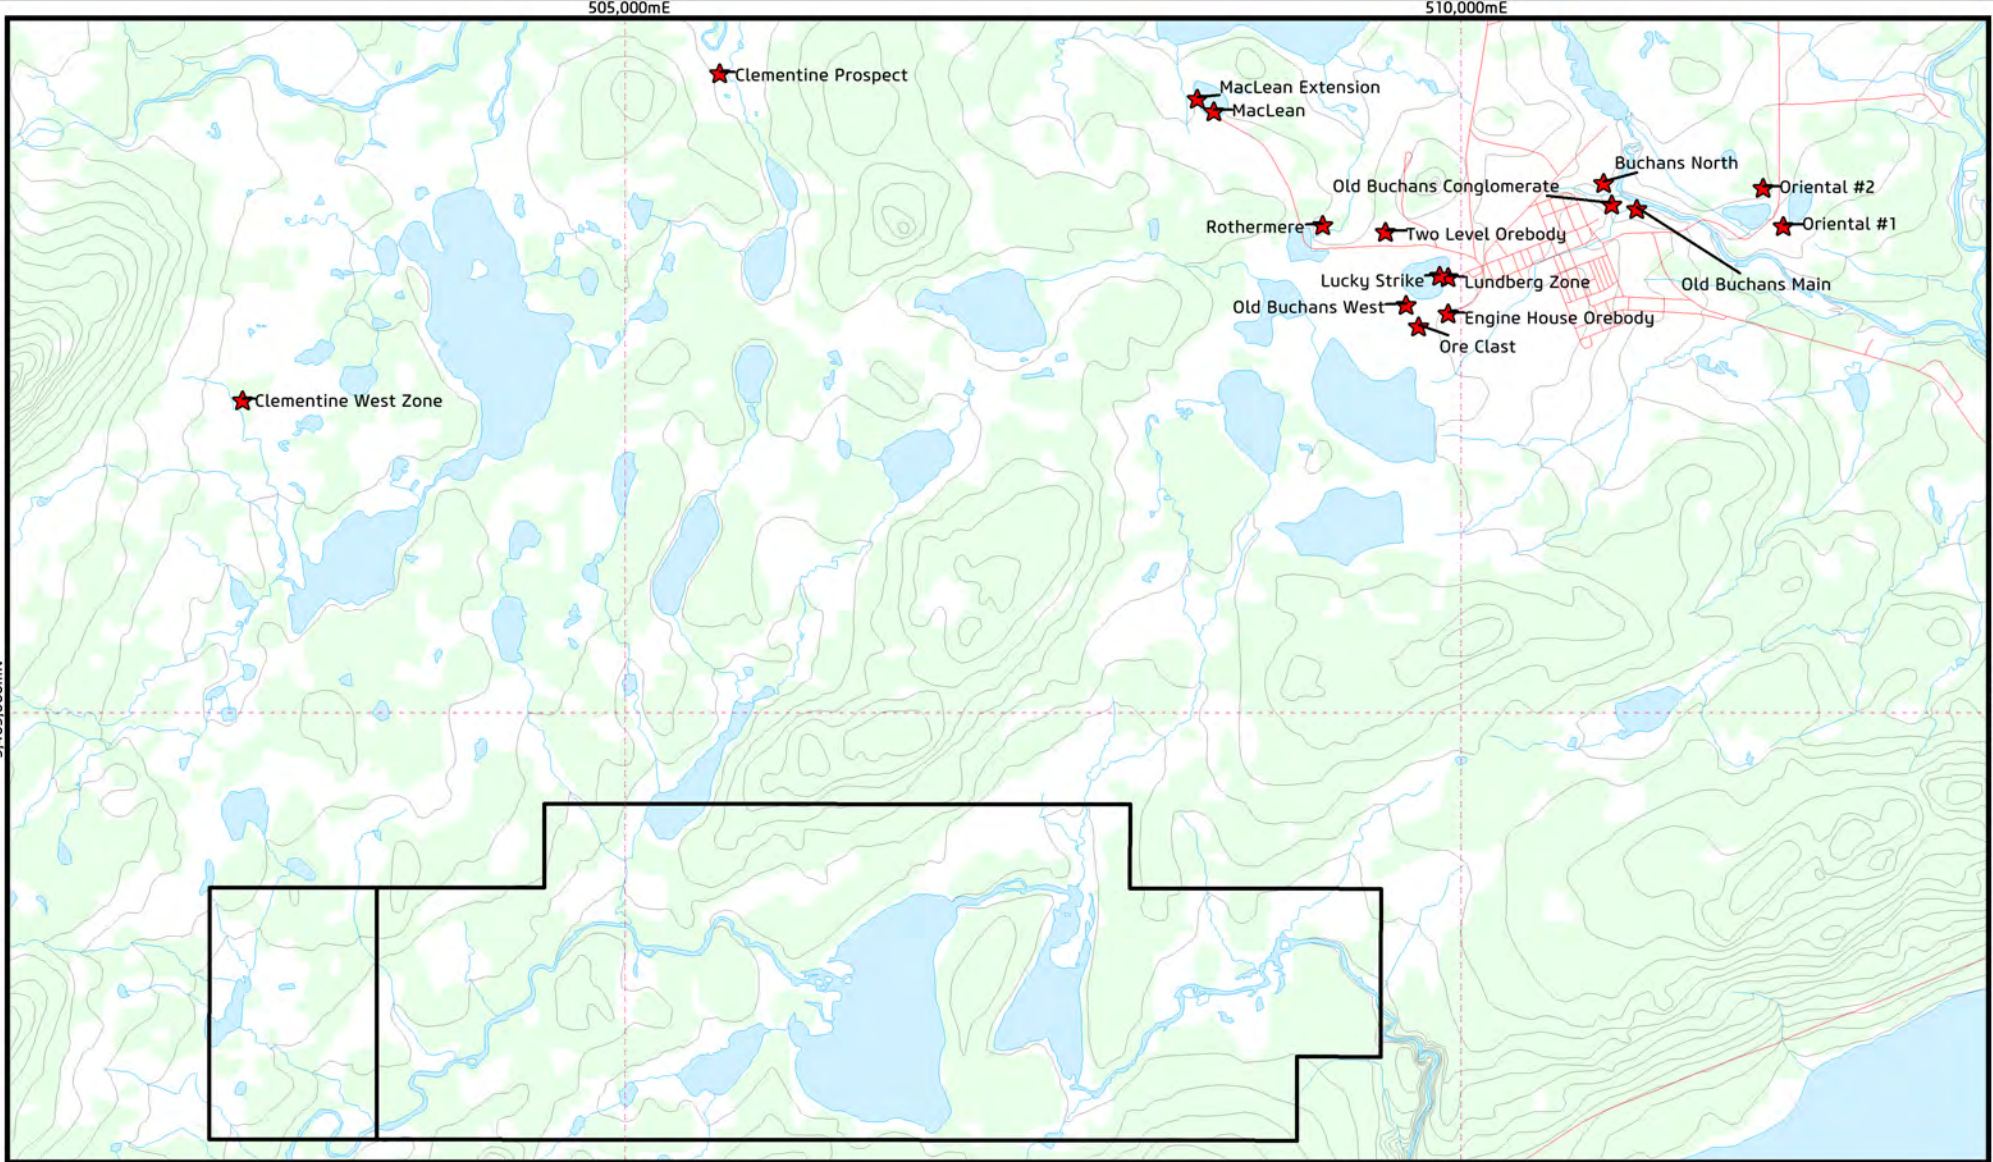 505,000mE
510,000mE
Clementine Prospect
MacLean Extension
MacLean
Buchans North
Old Buchans Conglomerate
Oriental #2
Rothermere
Two Level Orebody
Oriental #1
Lucky Strike
Lundberg Zone
Old Buchans Main
Old Buchans West
Engine House Orebody
Ore Clast
Clementine West Zone